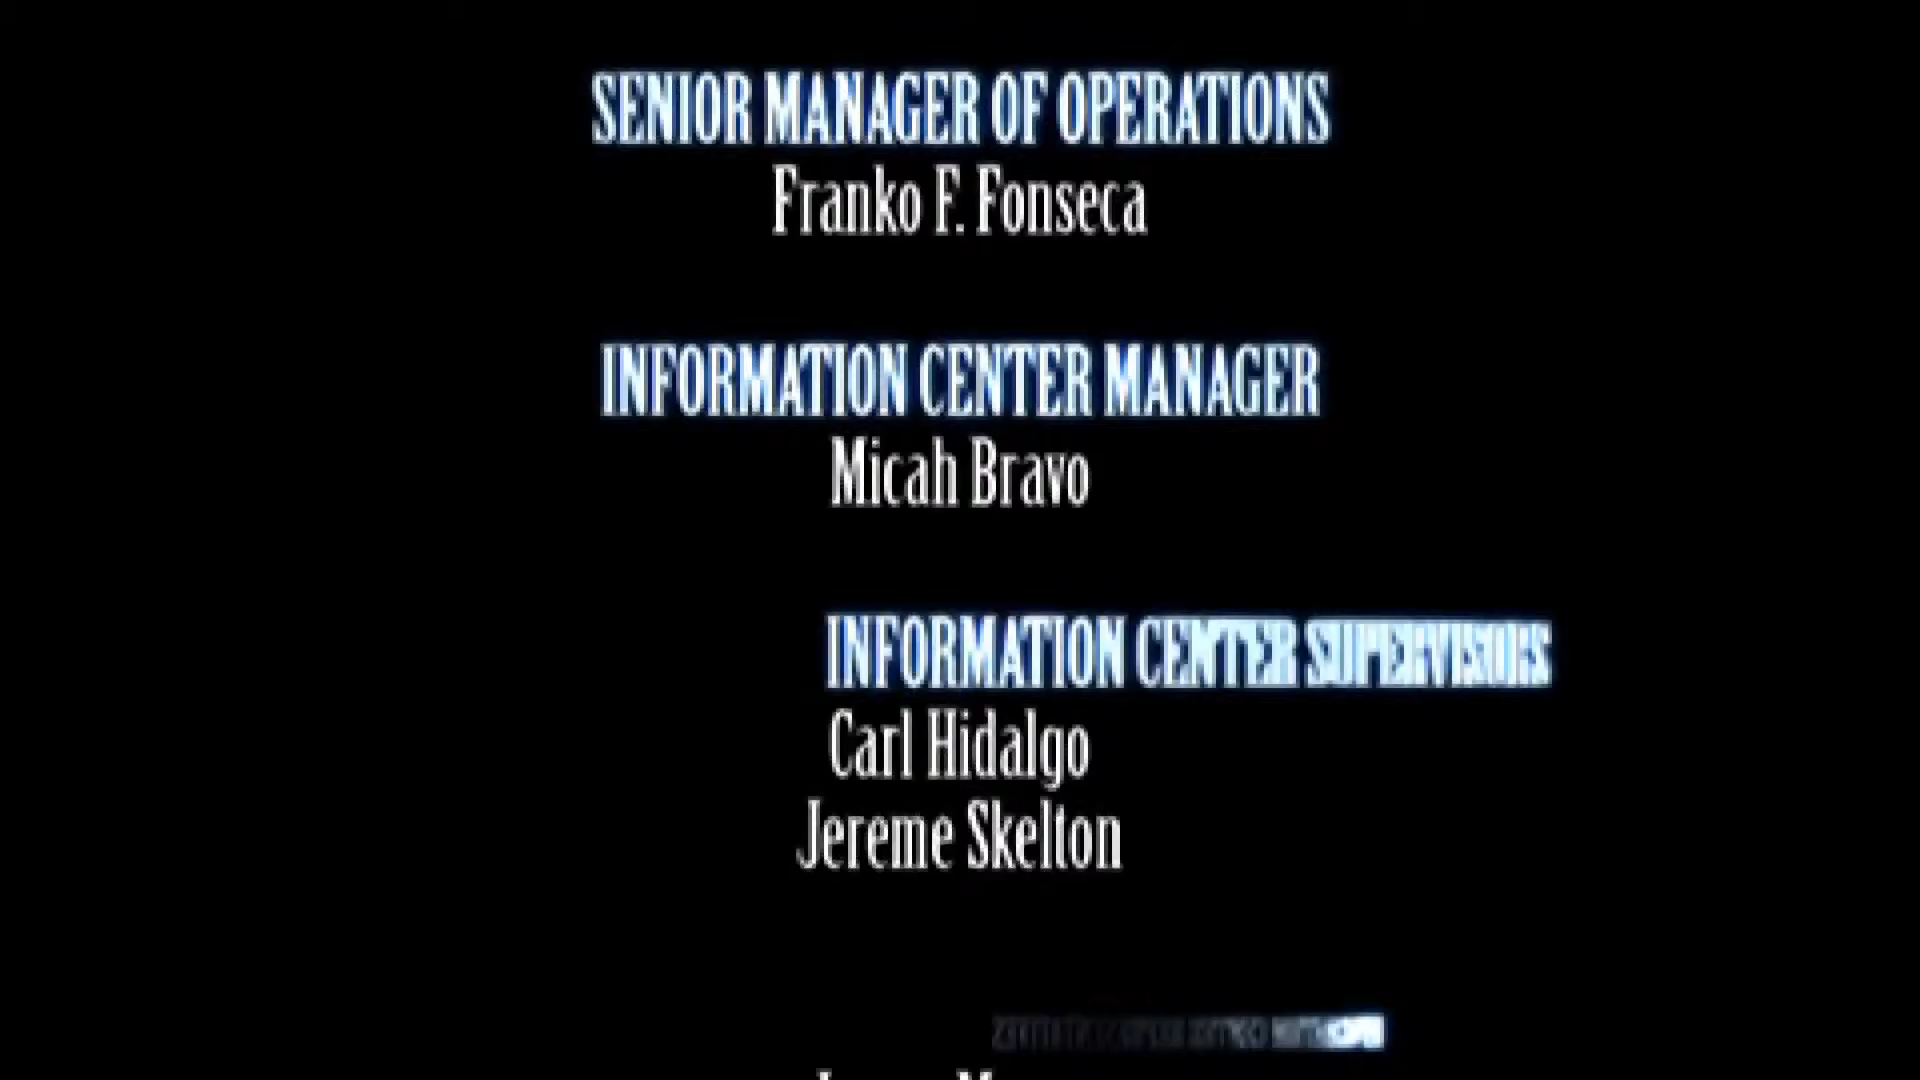 SENIOR MANAGER OF OPERATIONS
Franko F. Fonseca
INFORMATION CENTER MANAGER
Micah Bravo
INFORMATION CENTER SUPERVISORS
Carl Hidalgo
Jereme Skelton